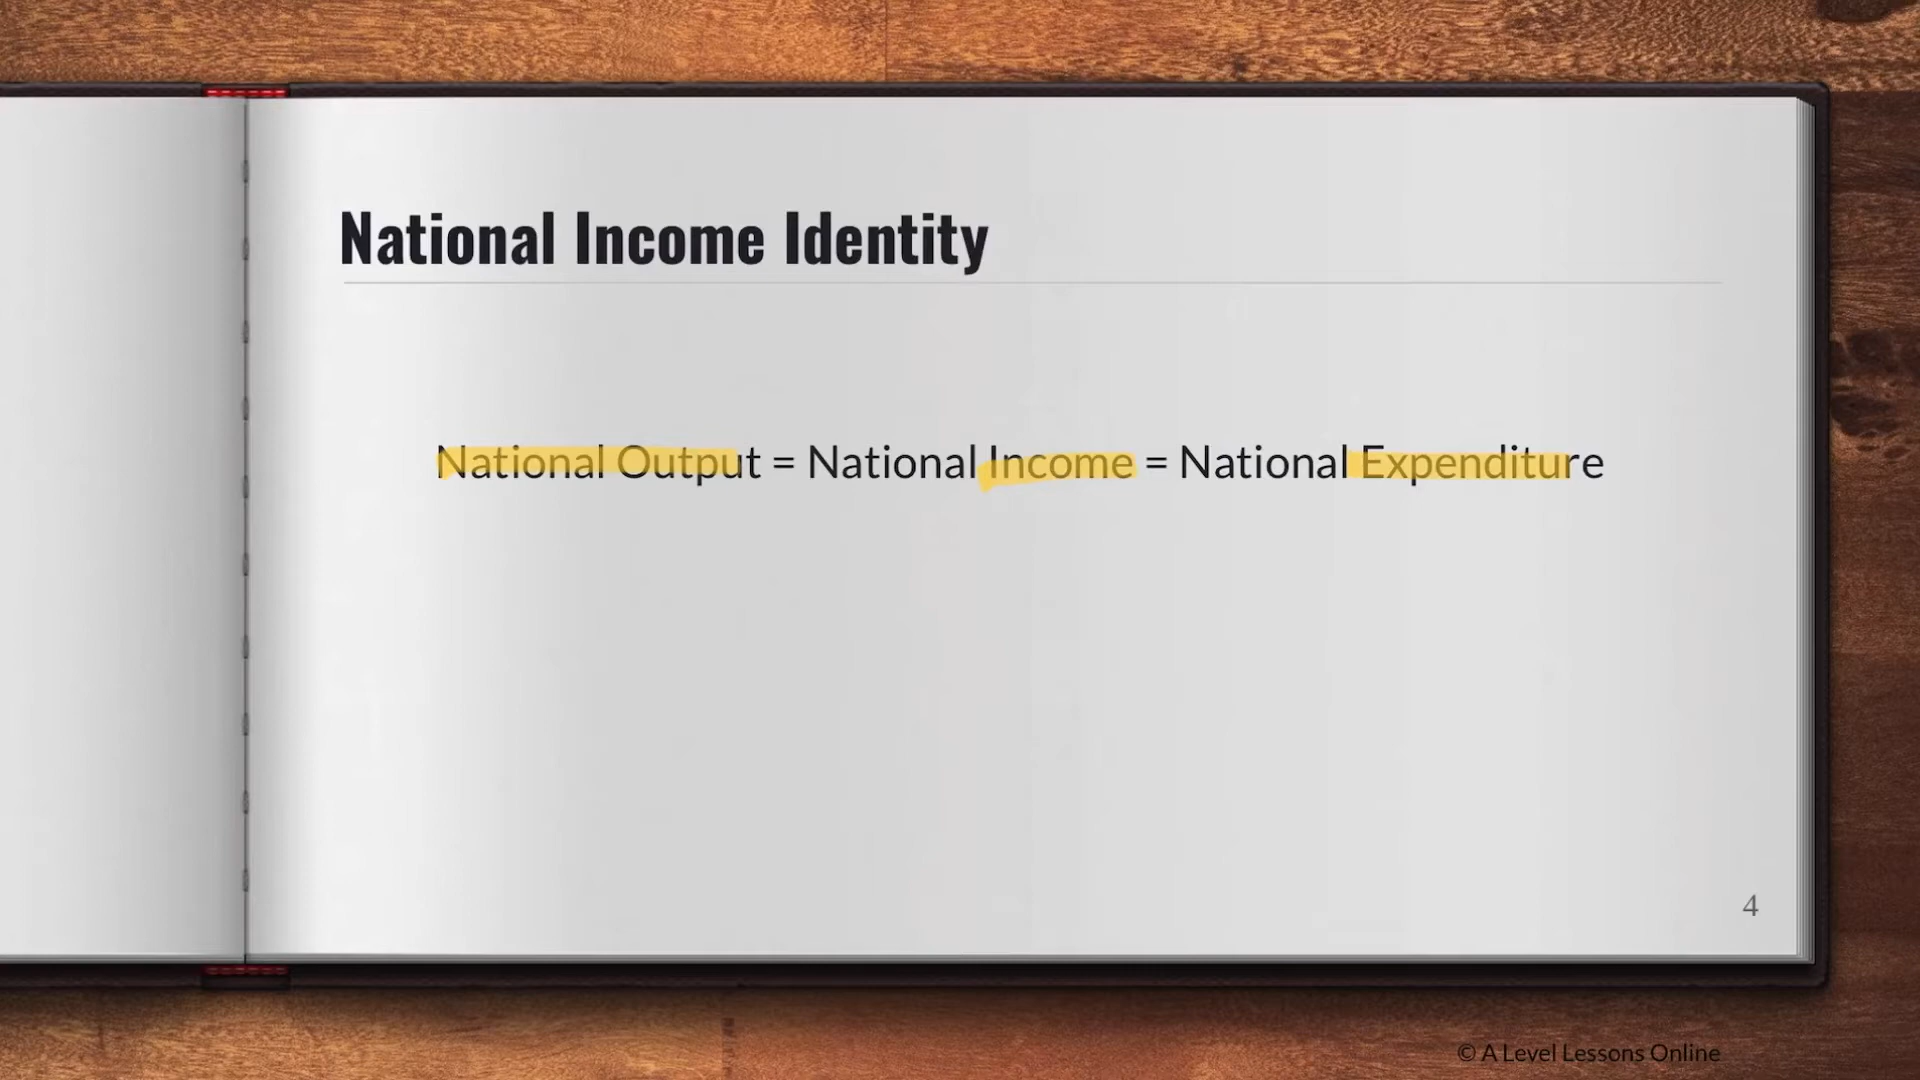 National Income Identity
National Output = National Income = National Expenditure
4
© A Level Lessons Online